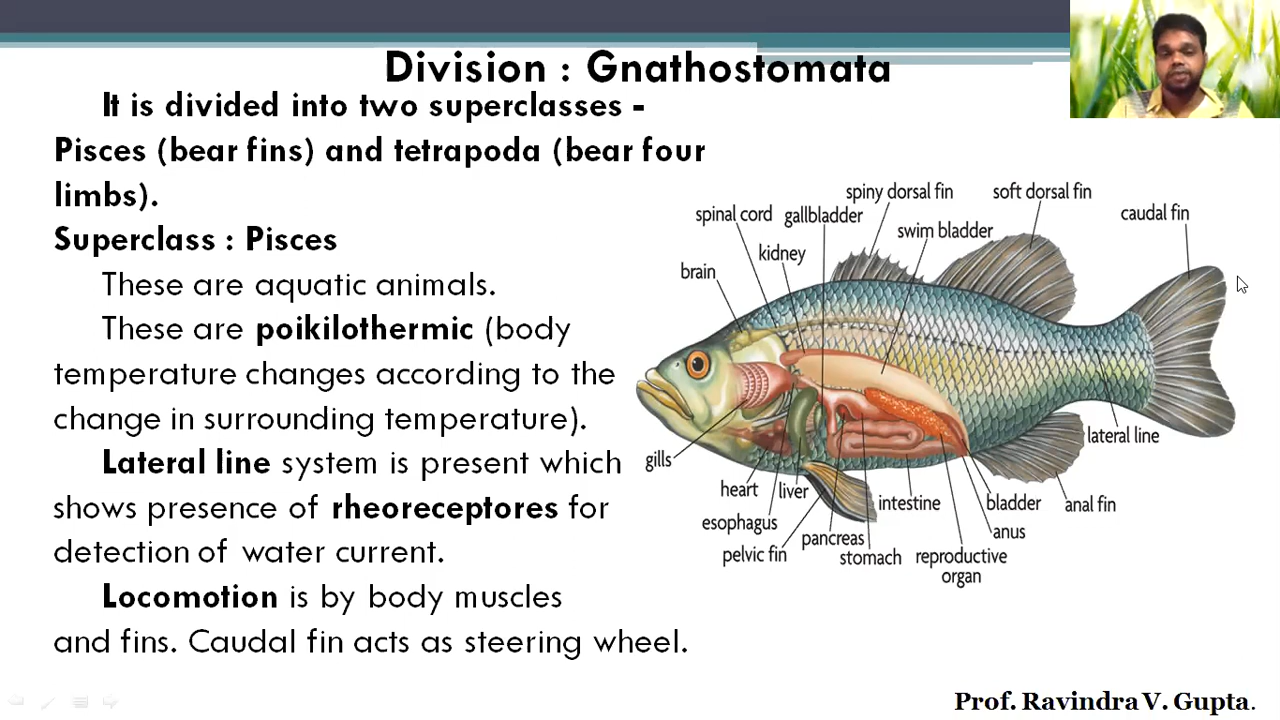 Division : Gnathostomata
It is divided into two superclasses -
Pisces (bear fins) and tetrapoda (bear four
limbs).
Superclass : Pisces
These are aquatic animals.
These are poikilothermic (body
temperature changes according to the
change in surrounding temperature).
Lateral line system is present which
shows presence of rheoreceptores for
detection of water current.
Locomotion is by body muscles
and fins. Caudal fin acts as steering wheel.
spiny dorsal fin
soft dorsal fin
caudal fin
spinal cord
gallbladder
swim bladder
kidney
brain
lateral line
gills
heart
liver
intestine
bladder
anal fin
esophagus
anus
pancreas
pelvic fin
stomach
reproductive
organ
Prof. Ravindra V. Gupta.